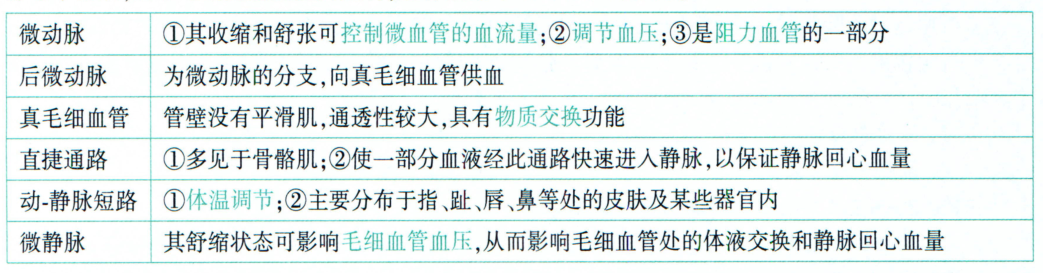 微动脉 ①其收缩和舒张可控制微血管的血流量;②调节血压;③是阻力血管的一部分
后微动脉 为微动脉的分支,向真毛细血管供血
真毛细血管 管壁没有平滑肌,通透性较大,具有物质交换功能
直捷通路 ①多见于骨骼肌;②使一部分血液经此通路快速进入静脉,以保证静脉回心血量
动-静脉短路 ①体温调节;②主要分布于指、趾、唇、鼻等处的皮肤及某些器官内
微静脉 其舒缩状态可影响毛细血管血压,从而影响毛细血管处的体液交换和静脉回心血量